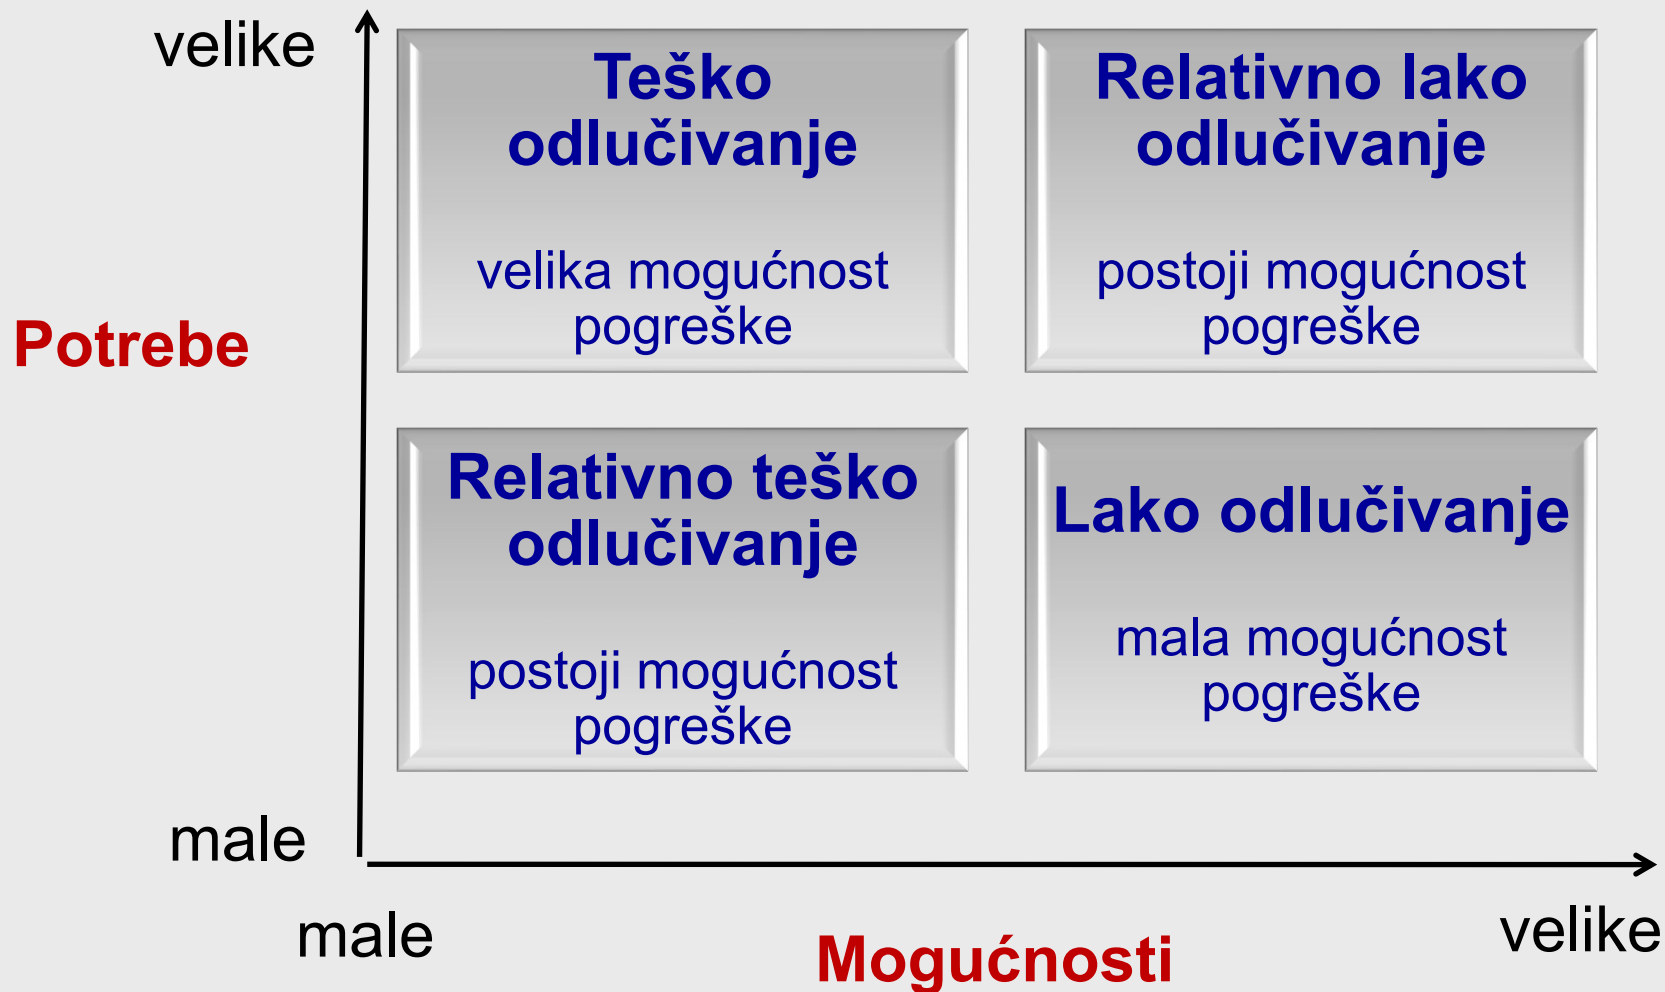 velike
Teško
odlučivanje
velika mogućnost
pogreške
Relativno lako
odlučivanje
postoji mogućnost
pogreške
Potrebe
Relativno teško
odlučivanje
postoji mogućnost
pogreške
Lako odlučivanje
mala mogućnost
pogreške
male
male
Mogućnosti
velike